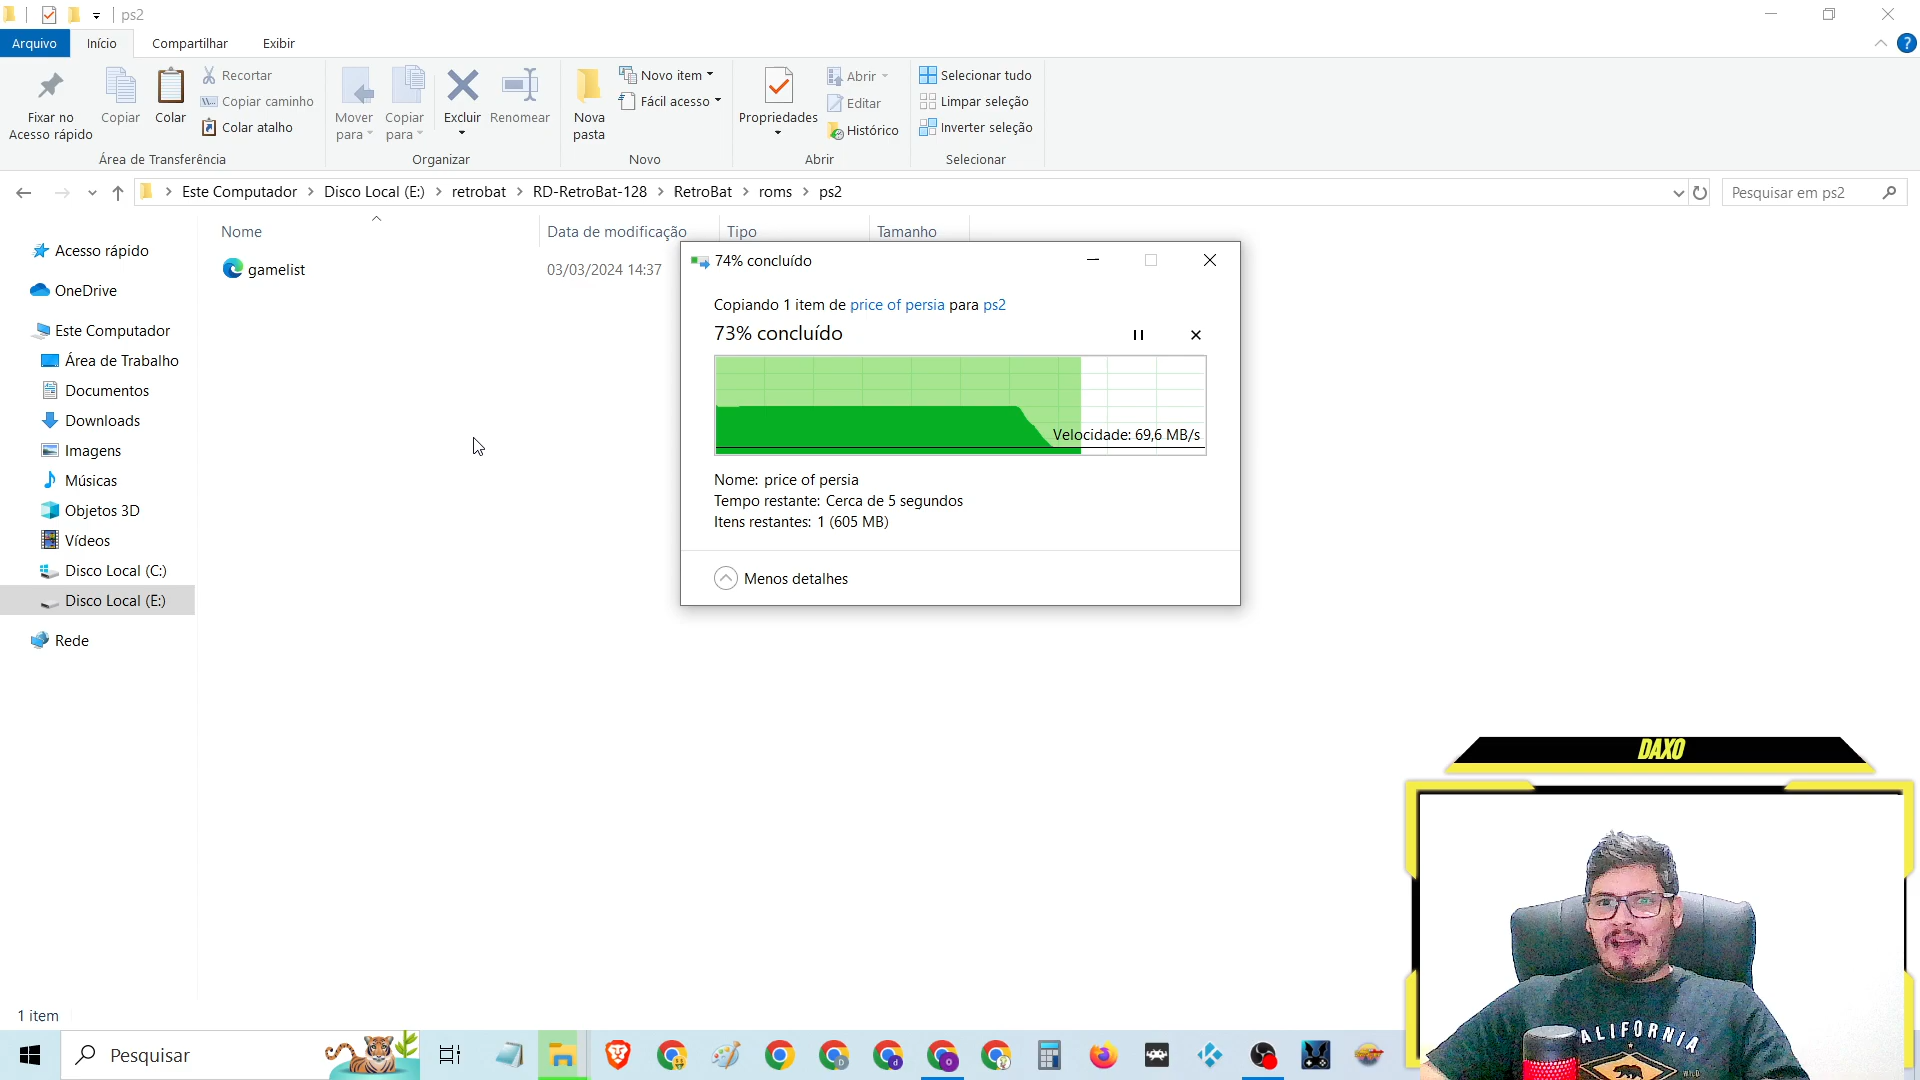 ps2
Arquivo
Início
Compartilhar
Exibir
Fixar no
Acesso rápido
Copiar
Colar
Recortar
Copiar caminho
Colar atalho
Área de Transferência
Mover
para
Copiar
para
Excluir
Renomear
Organizar
Nova
pasta
Novo item
Fácil acesso
Novo
Propriedades
Abrir
Editar
Histórico
Abrir
Selecionar tudo
Limpar seleção
Inverter seleção
Selecionar
Este Computador > Disco Local (E:) > retrobat > RD-RetroBat-128 > RetroBat > roms > ps2
Pesquisar em ps2
Nome
Data de modificação
Tipo
Tamanho
gamelist
03/03/2024 14:37
Acesso rápido
OneDrive
Este Computador
Área de Trabalho
Documentos
Downloads
Imagens
Músicas
Objetos 3D
Vídeos
Disco Local (C:)
Disco Local (E:)
Rede
74% concluído
Copiando 1 item de price of persia para ps2
73% concluído
Velocidade: 69,6 MB/s
Nome: price of persia
Tempo restante: Cerca de 5 segundos
Itens restantes: 1 (605 MB)
Menos detalhes
DAXO
ALIFORNIA
1 item
Pesquisar